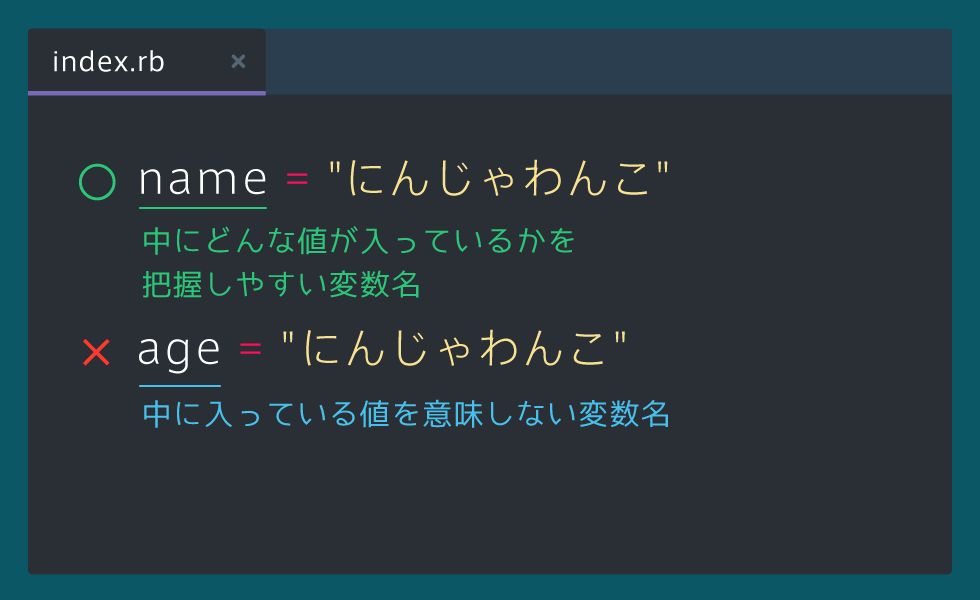 index.rb ×
○ name = "にんじゃわんこ"
中にどんな値が入っているかを
把握しやすい変数名
× age = "にんじゃわんこ"
中に入っている値を意味しない変数名